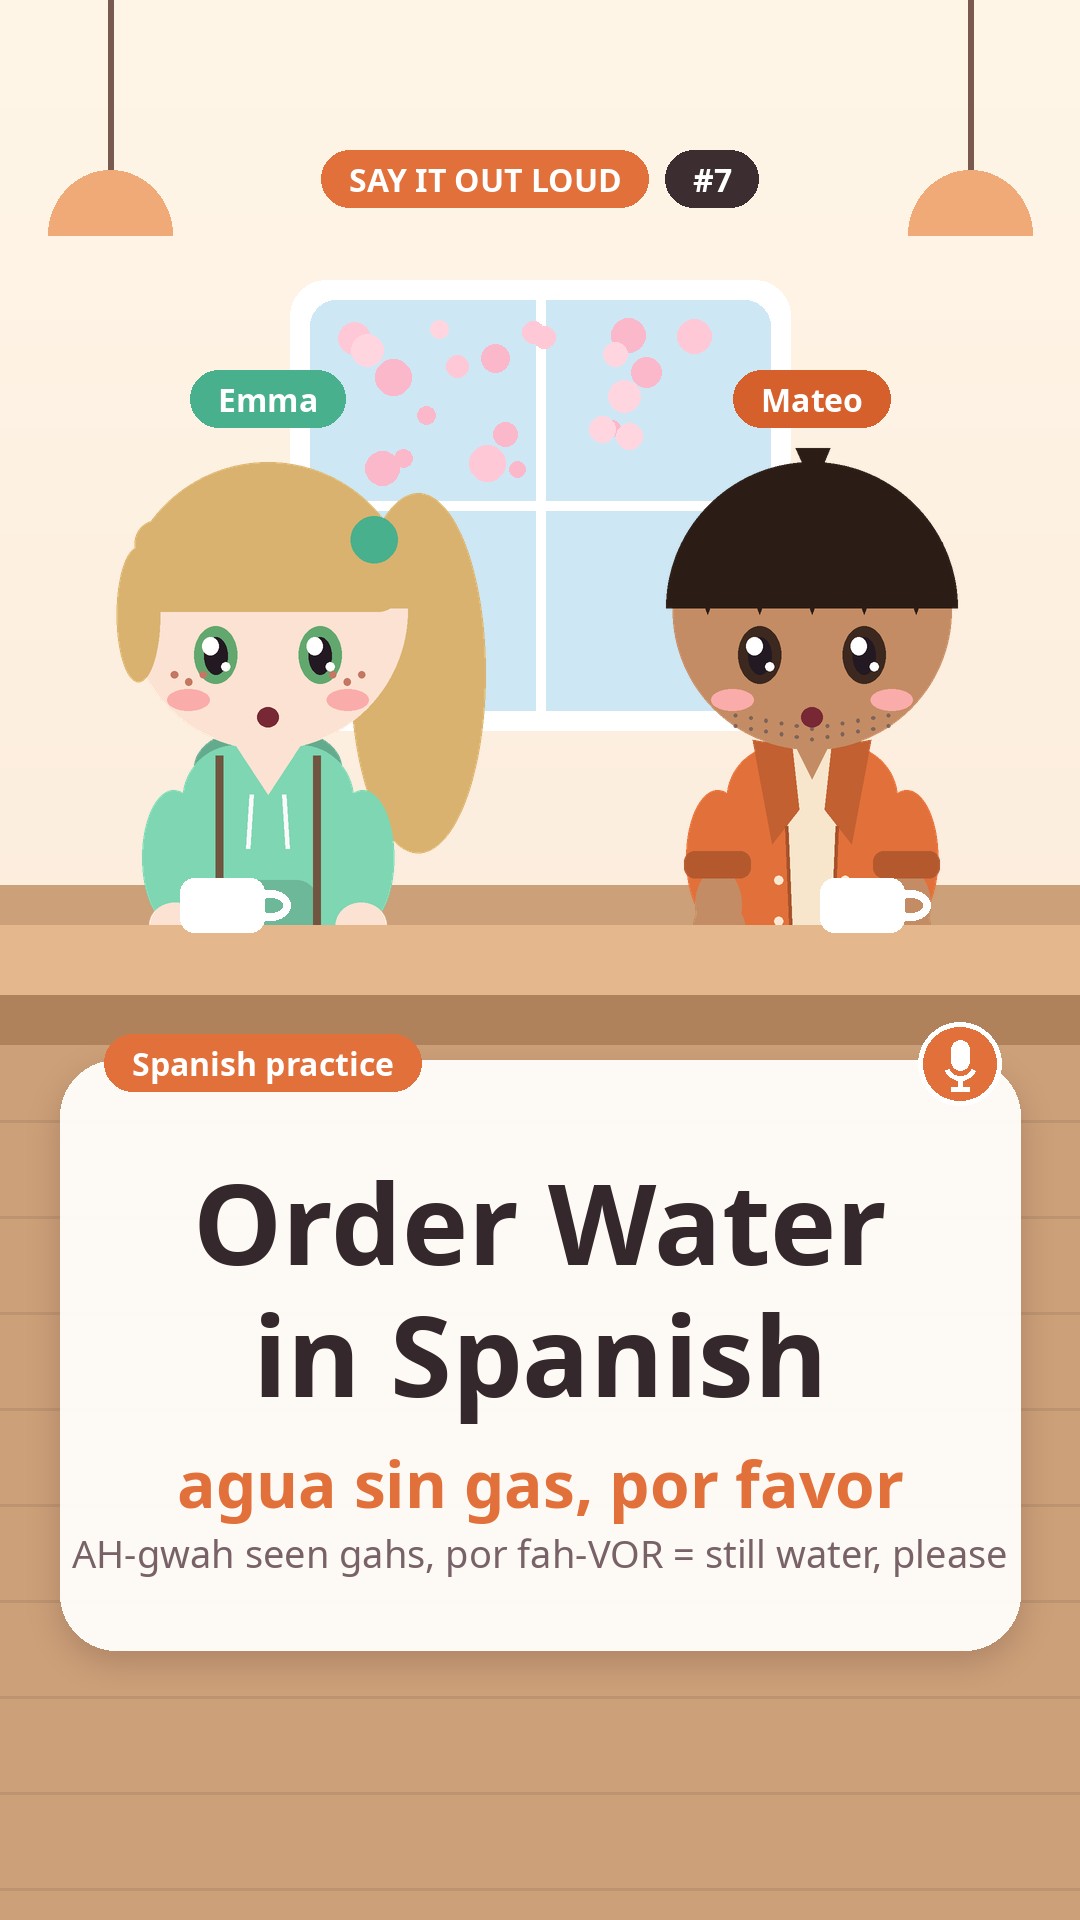 SAY IT OUT LOUD #7
Emma
Mateo
Spanish practice
Order Water
in Spanish
agua sin gas, por favor
AH-gwah seen gahs, por fah-VOR = still water, please